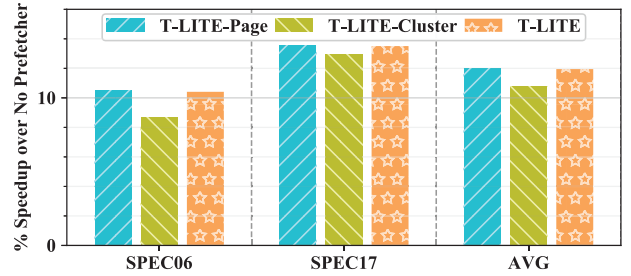 T-LITE-Page T-LITE-Cluster T-LITE
% Speedup over No Prefetcher
10
0
SPEC06 SPEC17 AVG